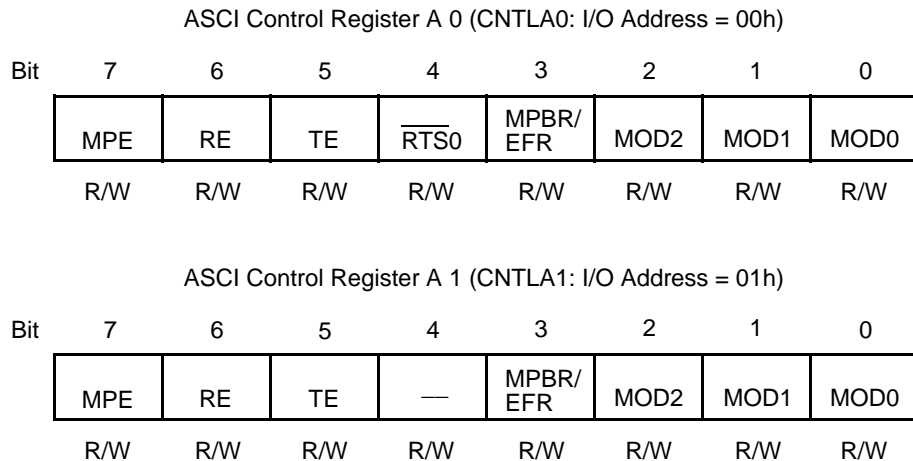 ASCI Control Register A 0 (CNTLA0: I/O Address = 00h)
Bit 7 6 5 4 3 2 1 0
MPE RE TE RTS0 MPBR/EFR MOD2 MOD1 MOD0
R/W R/W R/W R/W R/W R/W R/W R/W
ASCI Control Register A 1 (CNTLA1: I/O Address = 01h)
Bit 7 6 5 4 3 2 1 0
MPE RE TE — MPBR/EFR MOD2 MOD1 MOD0
R/W R/W R/W R/W R/W R/W R/W R/W